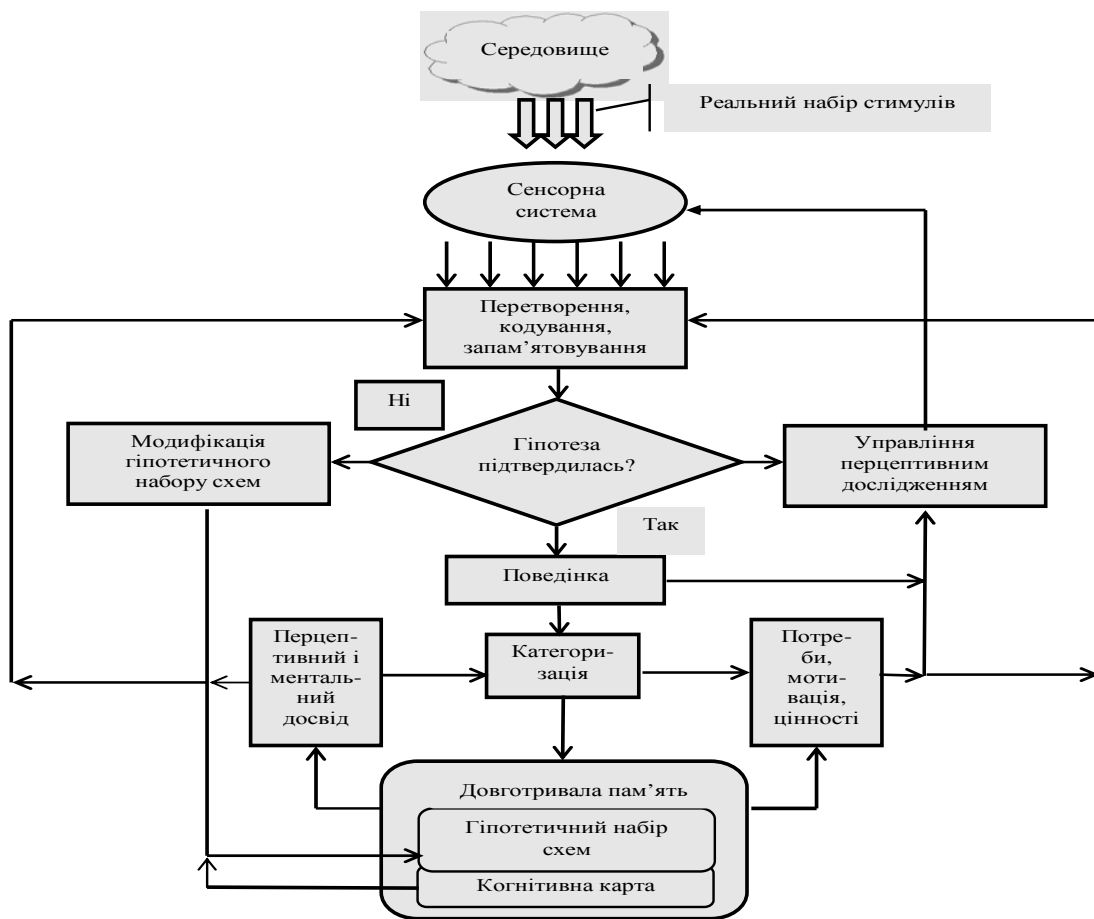 Середовище
Реальний набір стимулів
Сенсорна
система
Перетворення,
кодування,
запам’ятовування
Ні
Модифікація
гіпотетичного
набору схем
Гіпотеза
підтвердилась?
Управління
перцептивним
дослідженням
Так
Поведінка
Перцеп-
тивний і
менталь-
ний
досвід
Категори-
зація
Потре-
би,
моти-
вація,
цінності
Довготривала пам’ять
Гіпотетичний набір
схем
Когнітивна карта